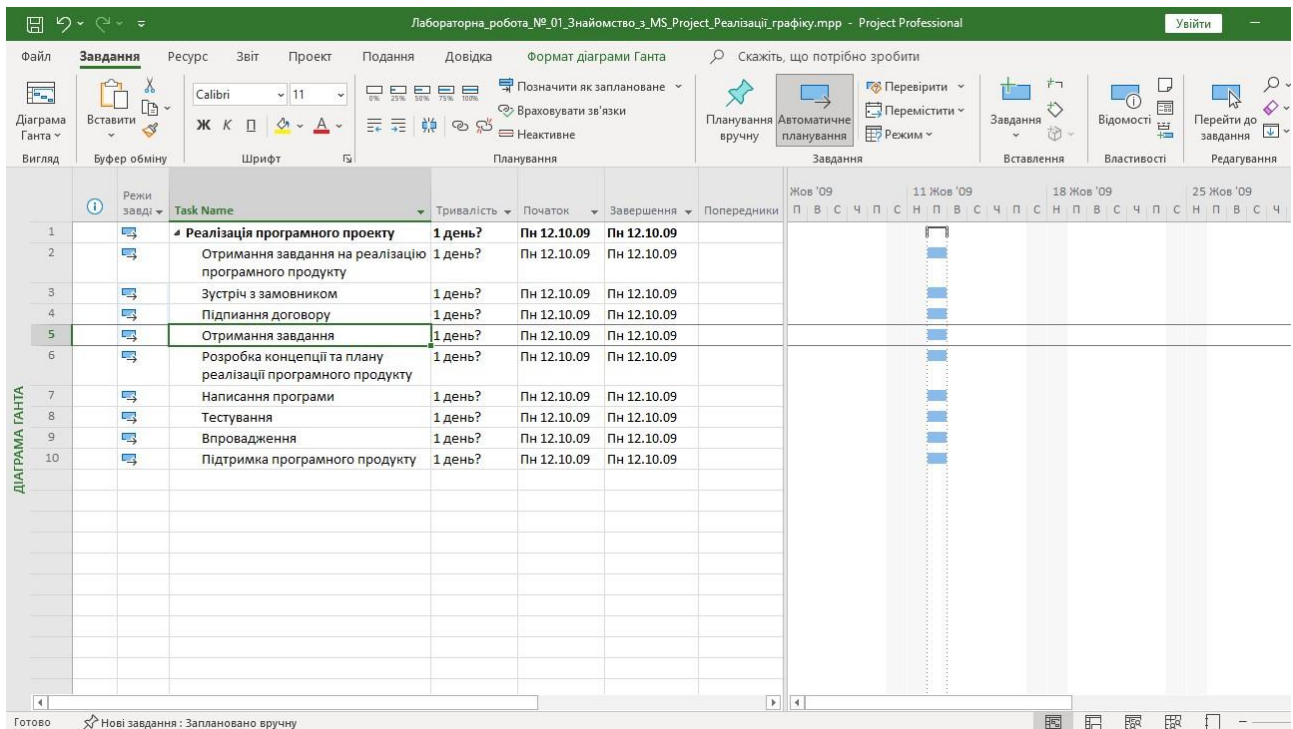 Лабораторна_робота_№_01_Знайомство_з_MS_Project_Реалізації_графіку.mpp - Project Professional
Увійти
Файл Завдання Ресурс Звіт Проект Подання Довідка Формат діаграми Ганта Скажіть, що потрібно зробити
Діаграма Ганта
Вставити
Calibri 11
Ж К П А
0% 25% 50% 75% 100%
Позначити як заплановане
Враховувати зв'язки
Неактивне
Планування вручну
Автоматичне планування
Перевірити
Перемістити
Режим
Завдання
Відомості
Перейти до завдання
Вигляд Буфер обміну Шрифт Планування Завдання Вставлення Властивості Редагування
Режи завді Task Name Тривалість Початок Завершення Попередники
Жов '09 11 Жов '09 18 Жов '09 25 Жов '09
П В С Ч П С Н П В С Ч П С Н П В С Ч П С Н П В С Ч
1 Реалізація програмного проекту 1 день? Пн 12.10.09 Пн 12.10.09
2 Отримання завдання на реалізацію 1 день? Пн 12.10.09 Пн 12.10.09
програмного продукту
3 Зустріч з замовником 1 день? Пн 12.10.09 Пн 12.10.09
4 Підпиання договору 1 день? Пн 12.10.09 Пн 12.10.09
5 Отримання завдання 1 день? Пн 12.10.09 Пн 12.10.09
6 Розробка концепції та плану 1 день? Пн 12.10.09 Пн 12.10.09
реалізації програмного продукту
7 Написання програми 1 день? Пн 12.10.09 Пн 12.10.09
8 Тестування 1 день? Пн 12.10.09 Пн 12.10.09
9 Впровадження 1 день? Пн 12.10.09 Пн 12.10.09
10 Підтримка програмного продукту 1 день? Пн 12.10.09 Пн 12.10.09
ДІАГРАМА ГАНТА
Готово Нові завдання : Заплановано вручну